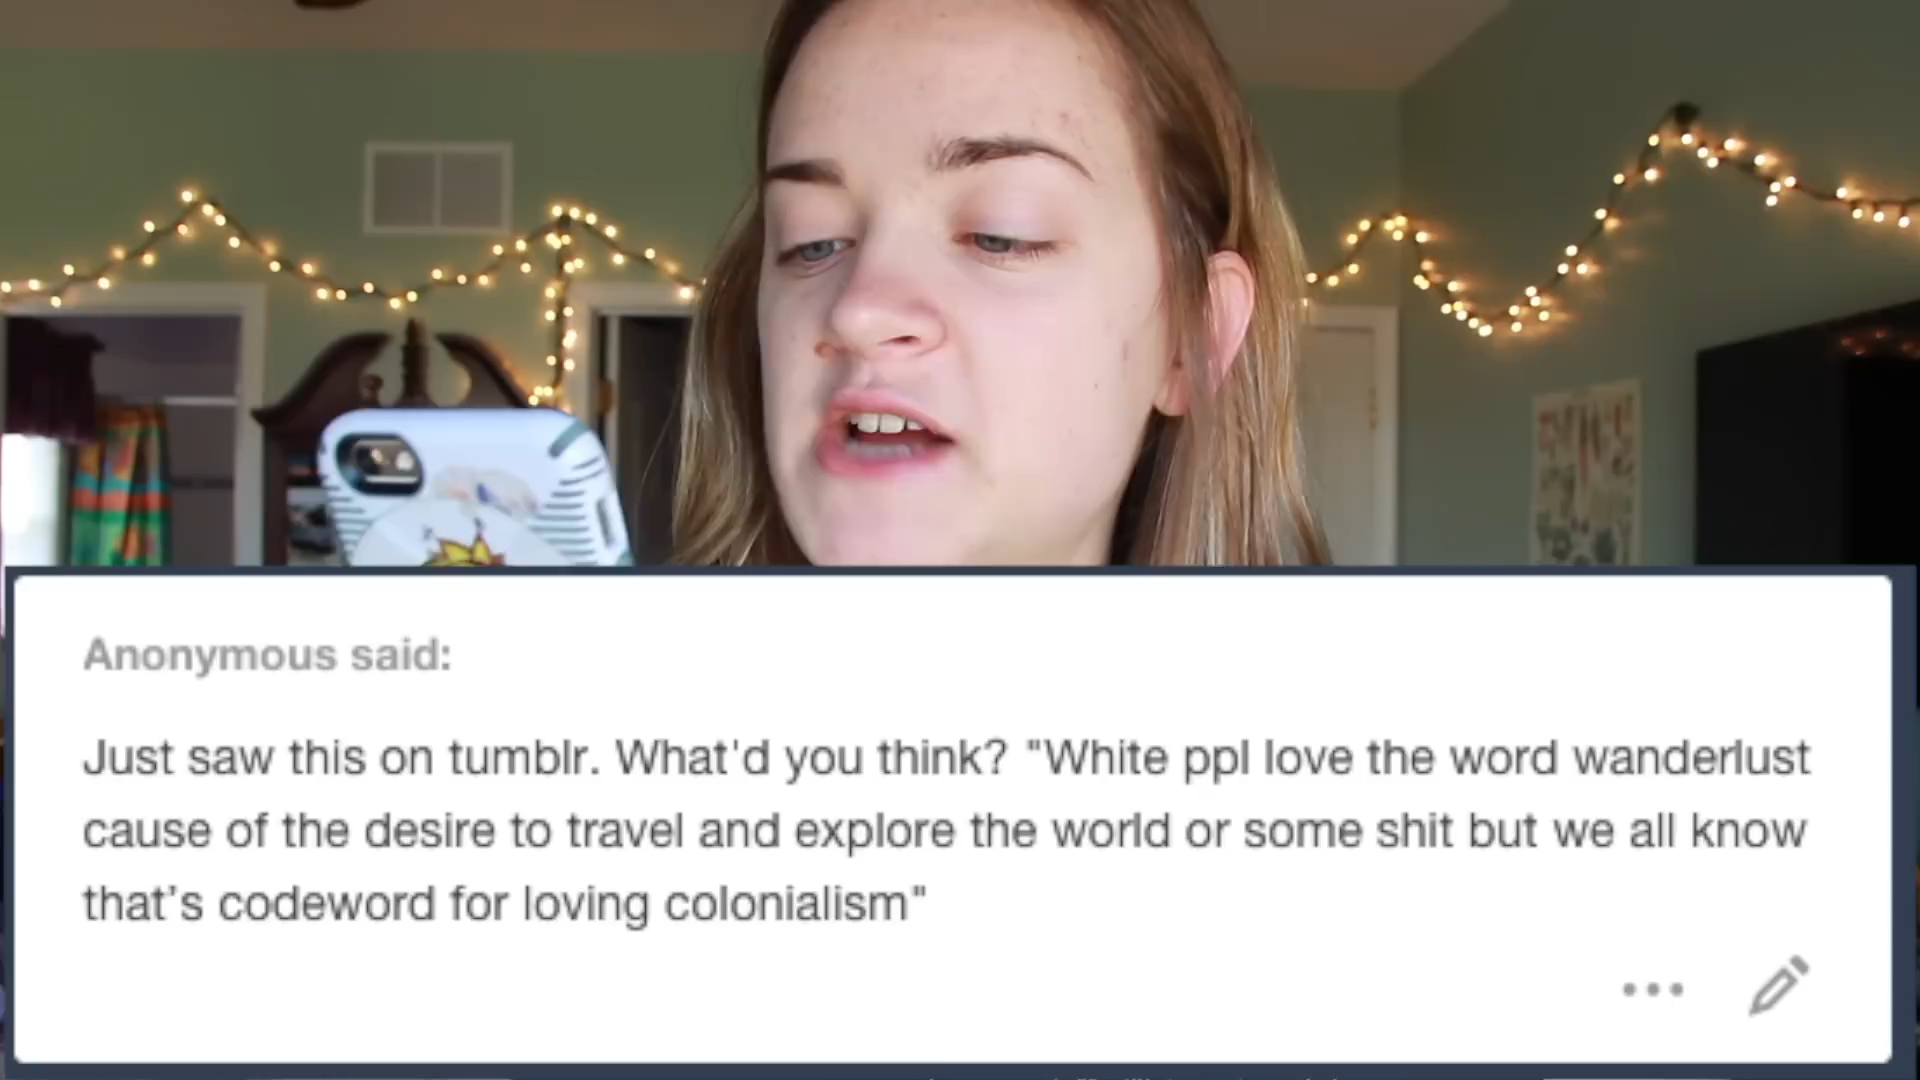 Anonymous said:
Just saw this on tumblr. What'd you think? "White ppl love the word wanderlust
cause of the desire to travel and explore the world or some shit but we all know
that's codeword for loving colonialism"